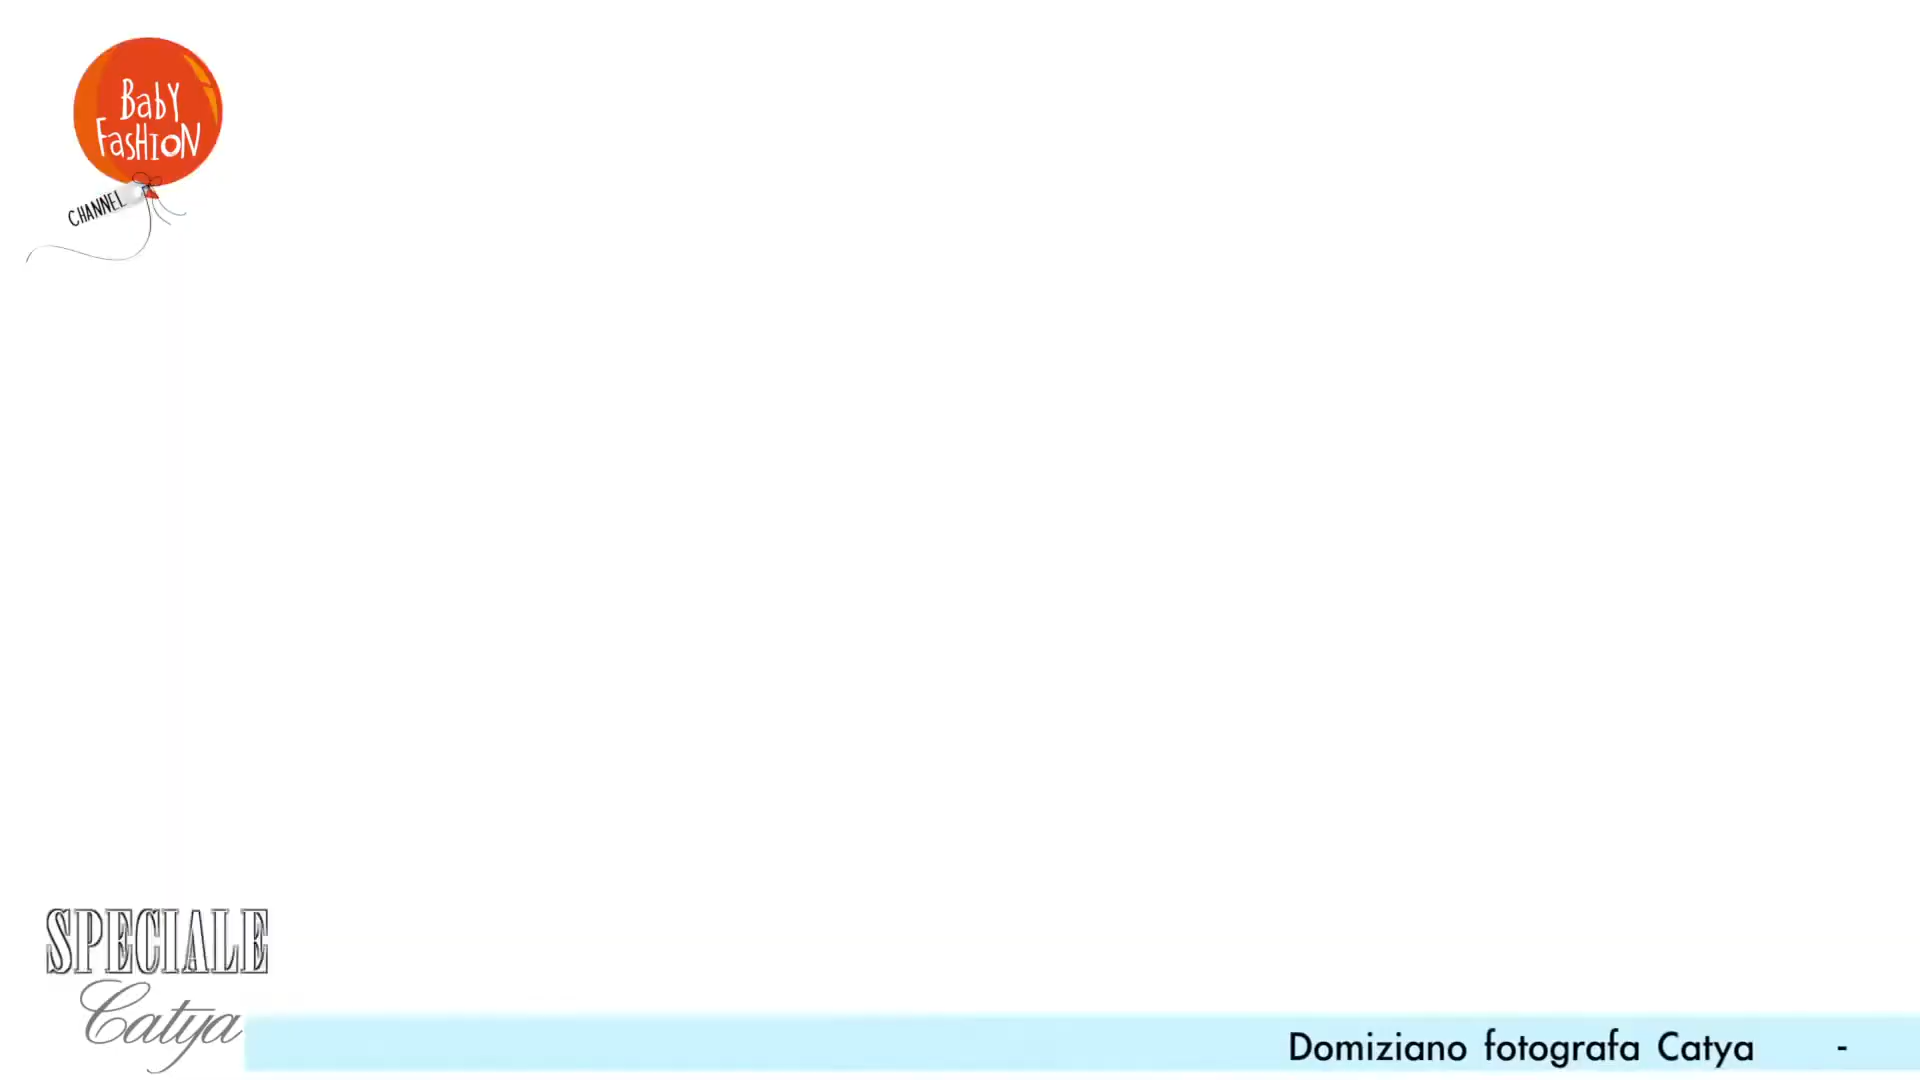 BabY
FasHION
CHANNEL
SPECIALE
Catya
Domiziano fotografa Catya -